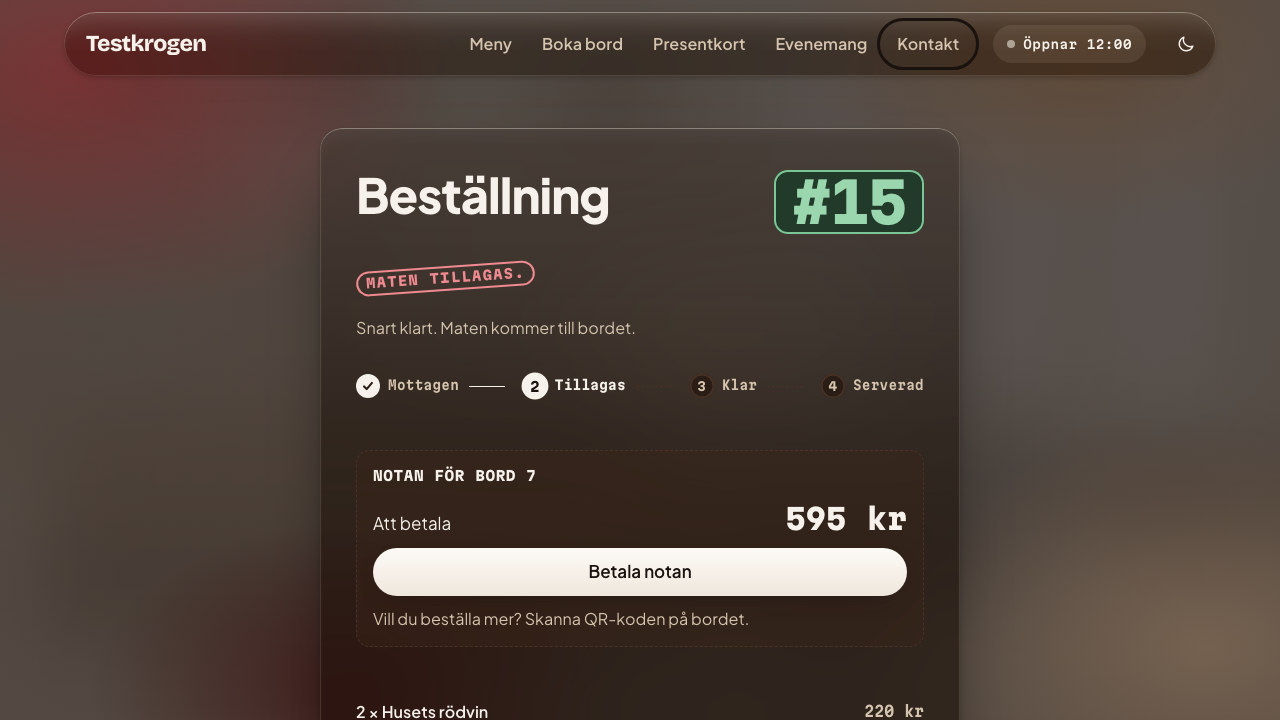 Testkrogen
Meny
Boka bord
Presentkort
Evenemang
Kontakt
Öppnar 12:00
Beställning
#15
MATEN TILLAGAS.
Snart klart. Maten kommer till bordet.
Mottagen
2 Tillagas
3 Klar
4 Serverad
NOTAN FÖR BORD 7
Att betala 595 kr
Betala notan
Vill du beställa mer? Skanna QR-koden på bordet.
2 × Husets rödvin 220 kr